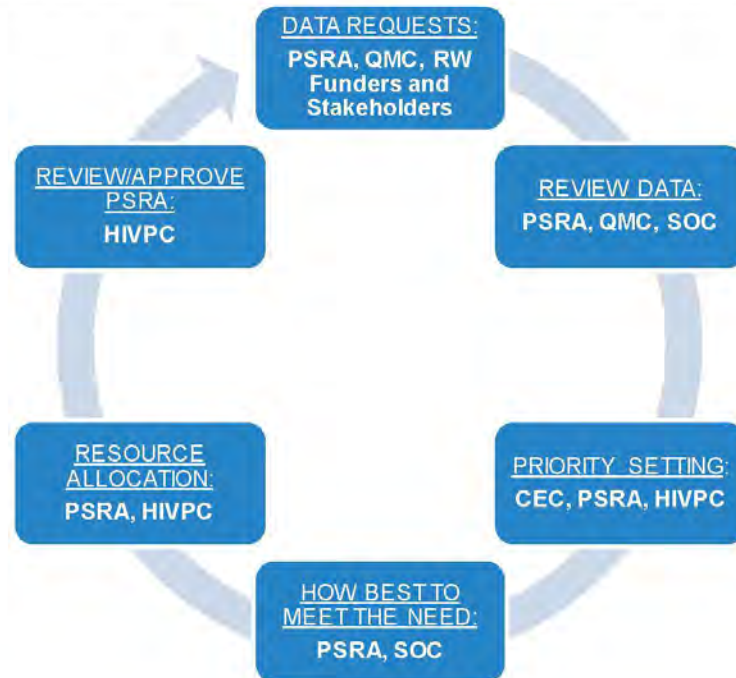 DATA REQUESTS:
PSRA, QMC, RW
Funders and
Stakeholders
REVIEW DATA:
PSRA, QMC, SOC
PRIORITY SETTING:
CEC, PSRA, HIVPC
HOW BEST TO
MEET THE NEED:
PSRA, SOC
RESOURCE
ALLOCATION:
PSRA, HIVPC
REVIEW/APPROVE
PSRA:
HIVPC